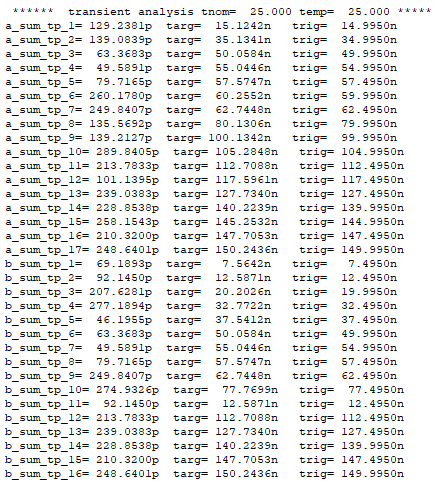 ****** transient analysis tnom= 25.000 temp= 25.000 *****
a_sum_tp_1= 129.2381p targ= 15.1242n trig= 14.9950n
a_sum_tp_2= 139.0839p targ= 35.1341n trig= 34.9950n
a_sum_tp_3= 63.3683p targ= 50.0584n trig= 49.9950n
a_sum_tp_4= 49.5891p targ= 55.0446n trig= 54.9950n
a_sum_tp_5= 79.7165p targ= 57.5747n trig= 57.4950n
a_sum_tp_6= 260.1780p targ= 60.2552n trig= 59.9950n
a_sum_tp_7= 249.8407p targ= 62.7448n trig= 62.4950n
a_sum_tp_8= 135.5692p targ= 80.1306n trig= 79.9950n
a_sum_tp_9= 139.2127p targ= 100.1342n trig= 99.9950n
a_sum_tp_10= 289.8405p targ= 105.2848n trig= 104.9950n
a_sum_tp_11= 213.7833p targ= 112.7088n trig= 112.4950n
a_sum_tp_12= 101.1395p targ= 117.5961n trig= 117.4950n
a_sum_tp_13= 239.0383p targ= 127.7340n trig= 127.4950n
a_sum_tp_14= 228.8538p targ= 140.2239n trig= 139.9950n
a_sum_tp_15= 258.1543p targ= 145.2532n trig= 144.9950n
a_sum_tp_16= 210.3200p targ= 147.7053n trig= 147.4950n
a_sum_tp_17= 248.6401p targ= 150.2436n trig= 149.9950n
b_sum_tp_1= 69.1893p targ= 7.5642n trig= 7.4950n
b_sum_tp_2= 92.1450p targ= 12.5871n trig= 12.4950n
b_sum_tp_3= 207.6281p targ= 20.2026n trig= 19.9950n
b_sum_tp_4= 277.1894p targ= 32.7722n trig= 32.4950n
b_sum_tp_5= 46.1955p targ= 37.5412n trig= 37.4950n
b_sum_tp_6= 63.3683p targ= 50.0584n trig= 49.9950n
b_sum_tp_7= 49.5891p targ= 55.0446n trig= 54.9950n
b_sum_tp_8= 79.7165p targ= 57.5747n trig= 57.4950n
b_sum_tp_9= 249.8407p targ= 62.7448n trig= 62.4950n
b_sum_tp_10= 274.9326p targ= 77.7699n trig= 77.4950n
b_sum_tp_11= 92.1450p targ= 12.5871n trig= 12.4950n
b_sum_tp_12= 213.7833p targ= 112.7088n trig= 112.4950n
b_sum_tp_13= 239.0383p targ= 127.7340n trig= 127.4950n
b_sum_tp_14= 228.8538p targ= 140.2239n trig= 139.9950n
b_sum_tp_15= 210.3200p targ= 147.7053n trig= 147.4950n
b_sum_tp_16= 248.6401p targ= 150.2436n trig= 149.9950n